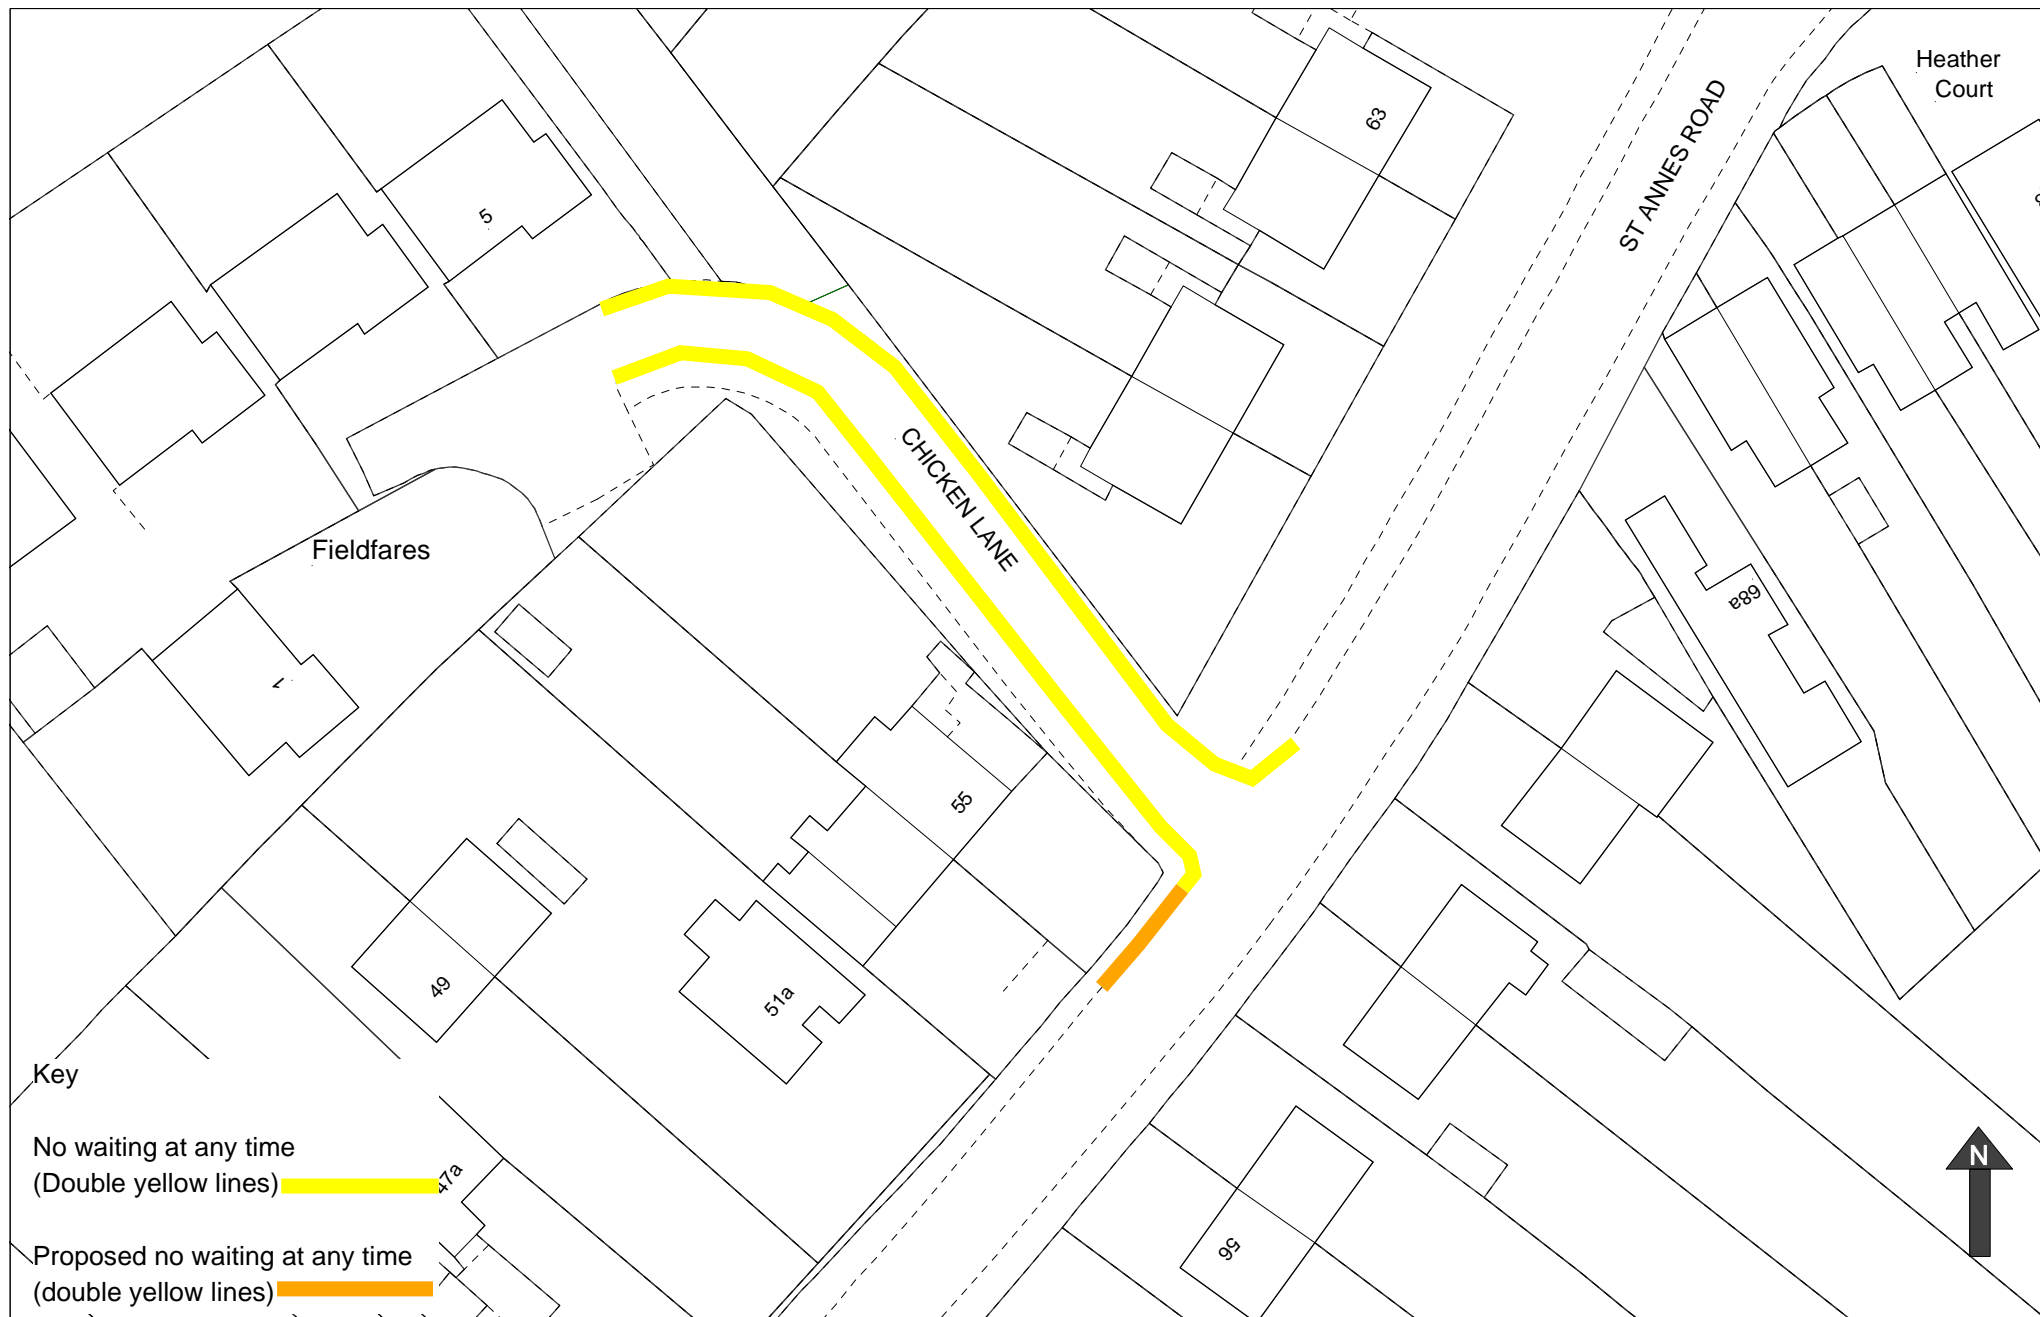 Heather
Court
63
ST ANNES ROAD
5
CHICKEN LANE
Fieldfares
68a
1
55
49
51a
Key
No waiting at any time
(Double yellow lines)
47a
N
56
Proposed no waiting at any time
(double yellow lines)